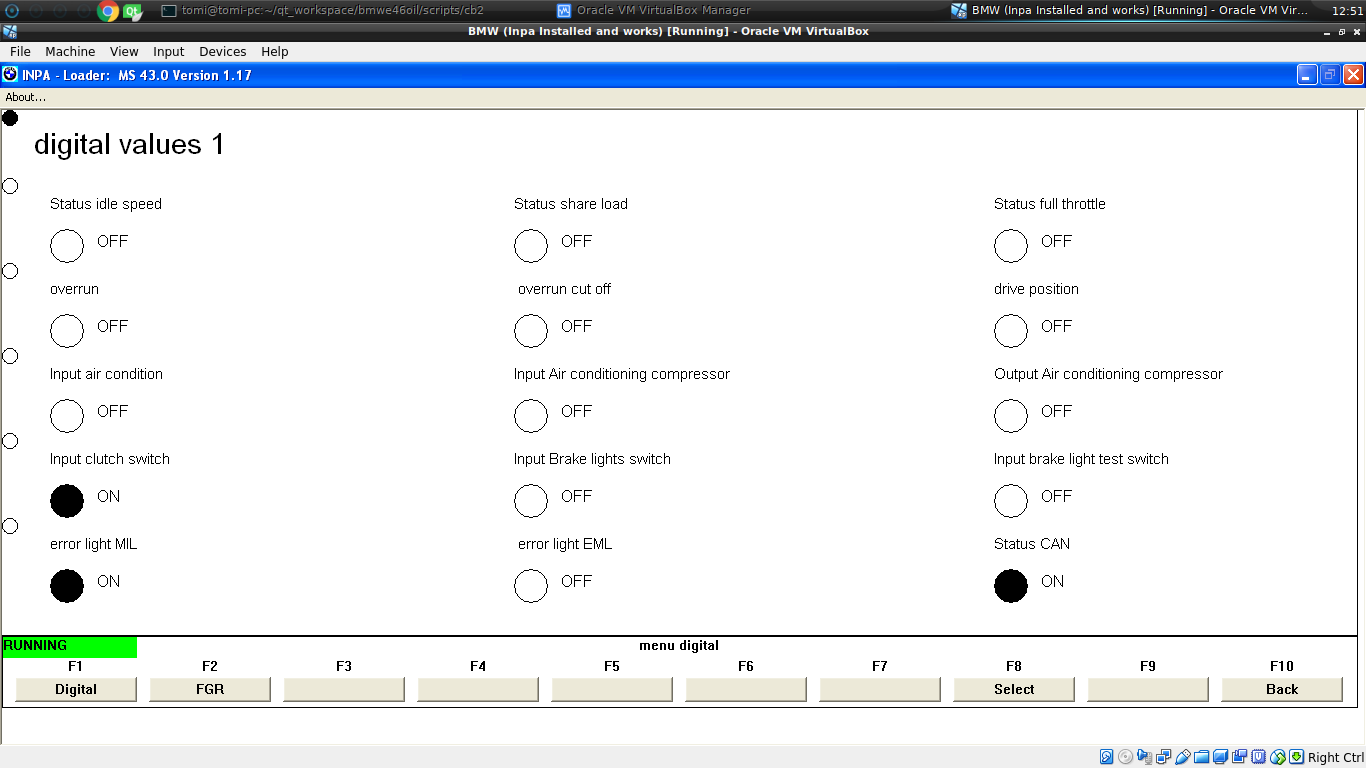 tomi@tomi-pc:~/qt_workspace/bmwe46oil/scripts/cb2 Oracle VM VirtualBox Manager BMW (Inpa Installed and works) [Running] - Oracle VM Vir... 12:51
BMW (Inpa Installed and works) [Running] - Oracle VM VirtualBox
File Machine View Input Devices Help
INPA - Loader: MS 43.0 Version 1.17
About...
digital values 1
Status idle speed Status share load Status full throttle
OFF OFF OFF
overrun overrun cut off drive position
OFF OFF OFF
Input air condition Input Air conditioning compressor Output Air conditioning compressor
OFF OFF OFF
Input clutch switch Input Brake lights switch Input brake light test switch
ON OFF OFF
error light MIL error light EML Status CAN
ON OFF ON
RUNNING menu digital
F1 F2 F3 F4 F5 F6 F7 F8 F9 F10
Digital FGR Select Back
Right Ctrl